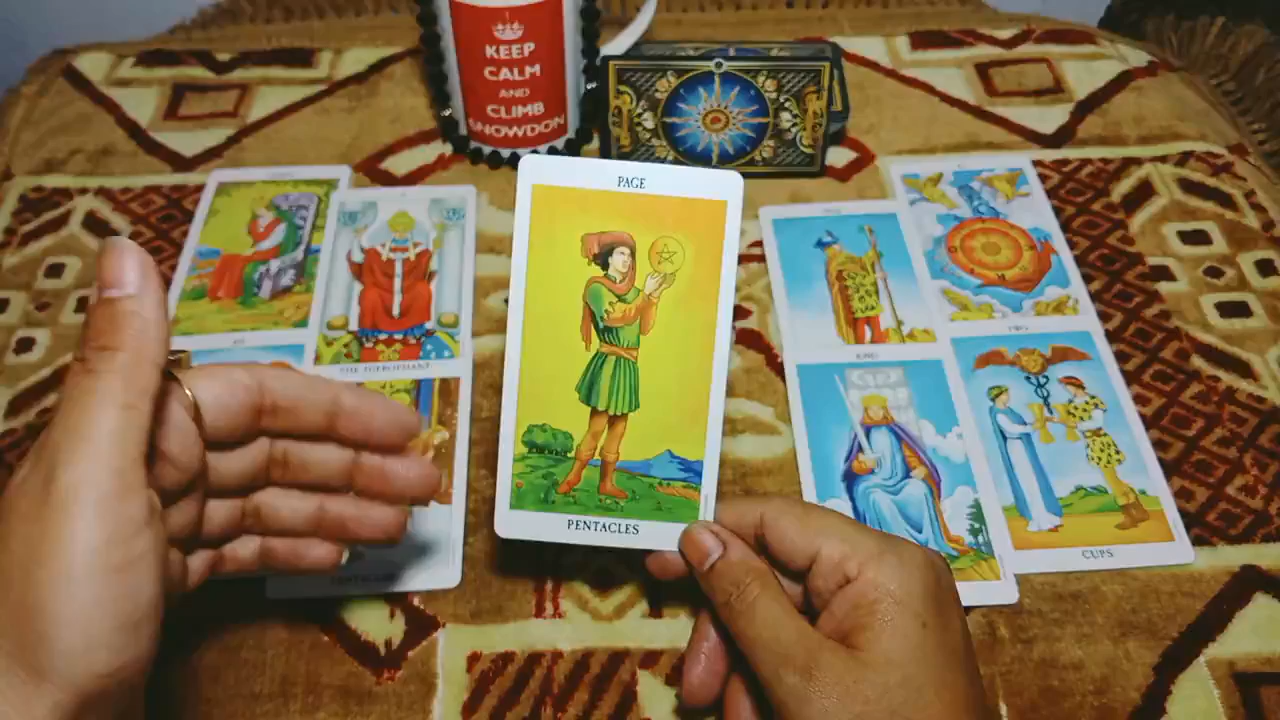 KEEP
CALM
AND
CLIMB
SNOWDON
PAGE
PENTACLES
THE HIEROPHANT
KING
TWO
CUPS